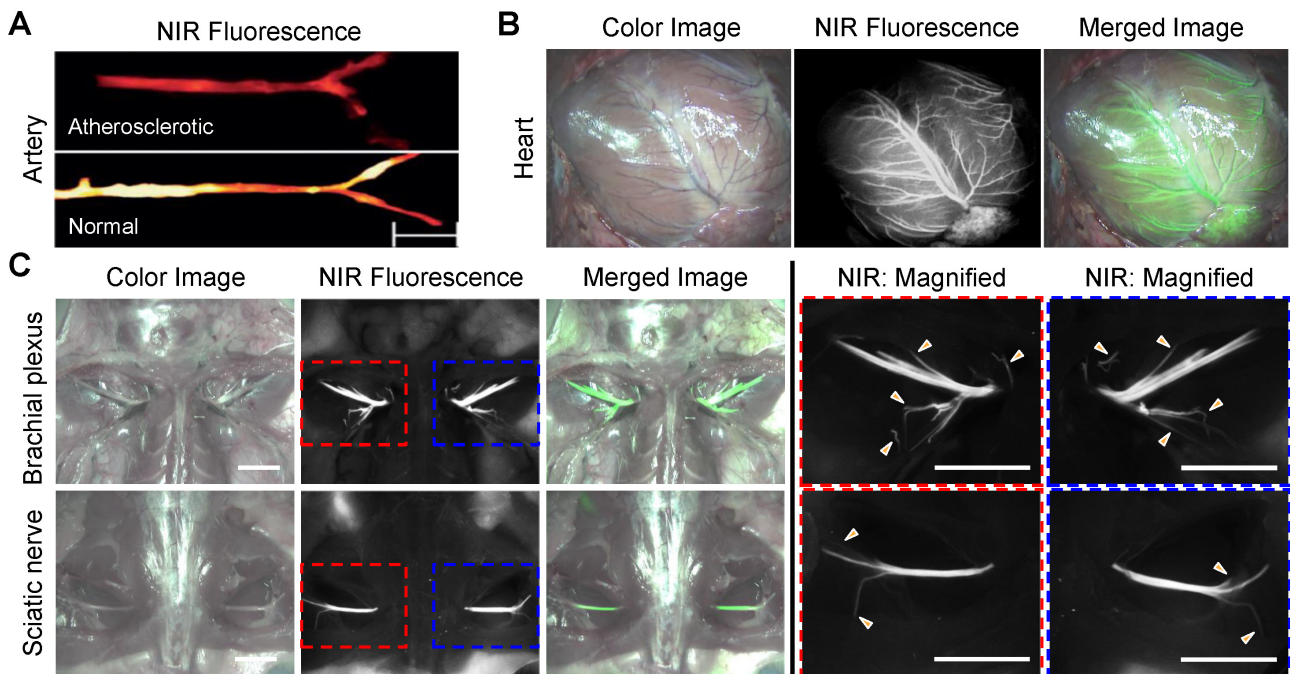 A
NIR Fluorescence
Artery
Atherosclerotic
Normal
B
Color Image NIR Fluorescence Merged Image
Heart
C
Color Image NIR Fluorescence Merged Image NIR: Magnified NIR: Magnified
Brachial plexus
Sciatic nerve